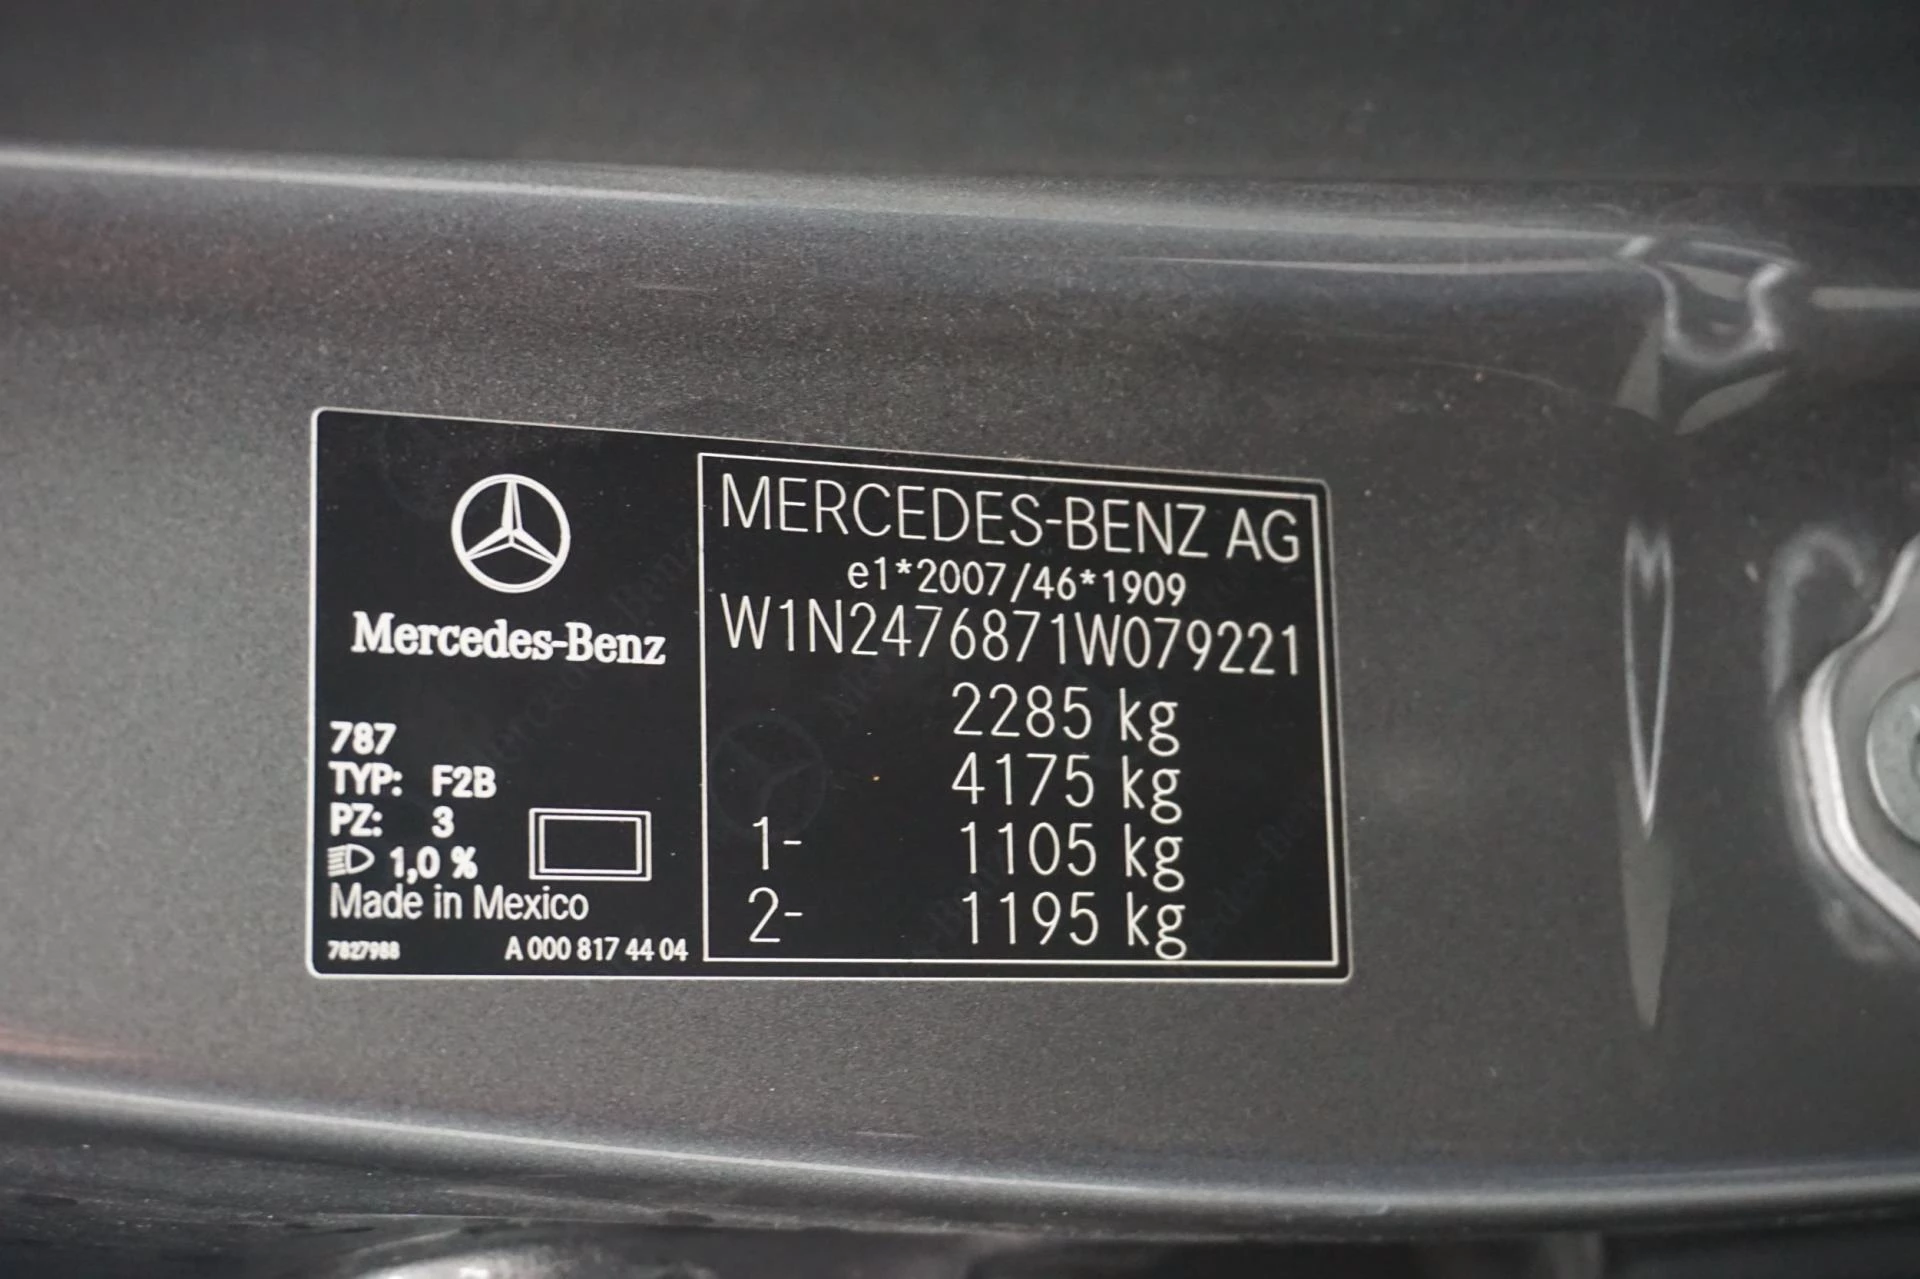 Mercedes-Benz
787
TYP: F2B
PZ: 3
1,0 %
Made in Mexico
7827988 A 000 817 44 04
MERCEDES-BENZ AG
e1*2007/46*1909
W1N2476871W079221
2285 kg
4175 kg
1- 1105 kg
2- 1195 kg